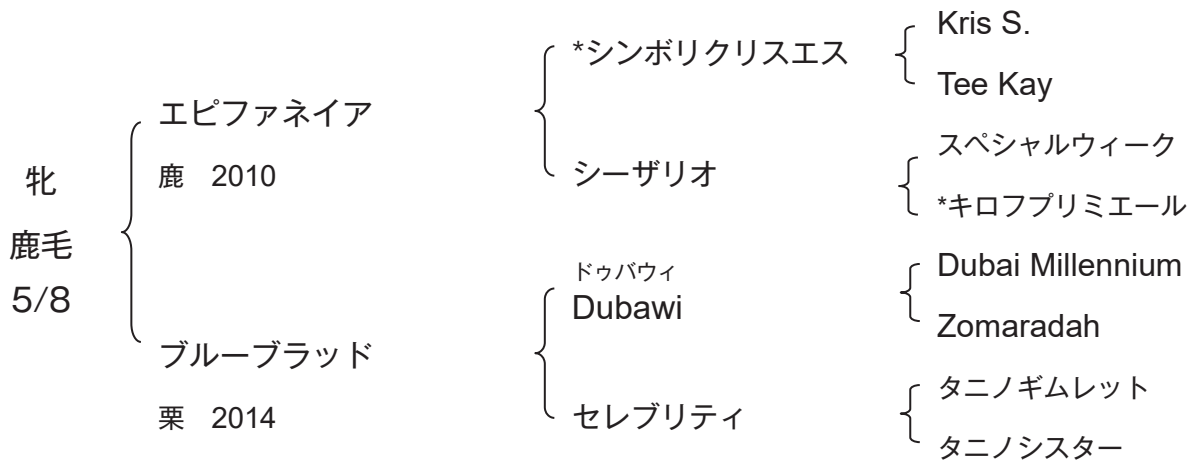 牝
鹿毛
5/8
エピファネイア
鹿 2010
ブルーブラッド
栗 2014
*シンボリクリスエス
シーザリオ
ドゥバウィ
Dubawi
セレブリティ
Kris S.
Tee Kay
スペシャルウィーク
*キロフプリミエール
Dubai Millennium
Zomaradah
タニノギムレット
タニノシスター